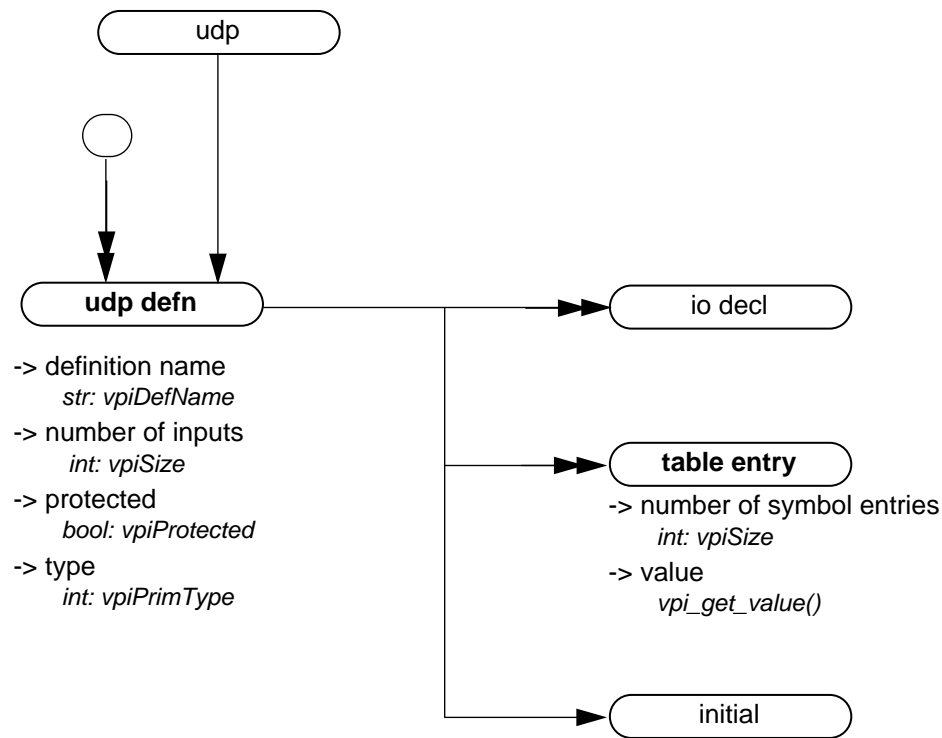 udp
udp defn
-> definition name
str: vpiDefName
-> number of inputs
int: vpiSize
-> protected
bool: vpiProtected
-> type
int: vpiPrimType
io decl
table entry
-> number of symbol entries
int: vpiSize
-> value
vpi_get_value()
initial